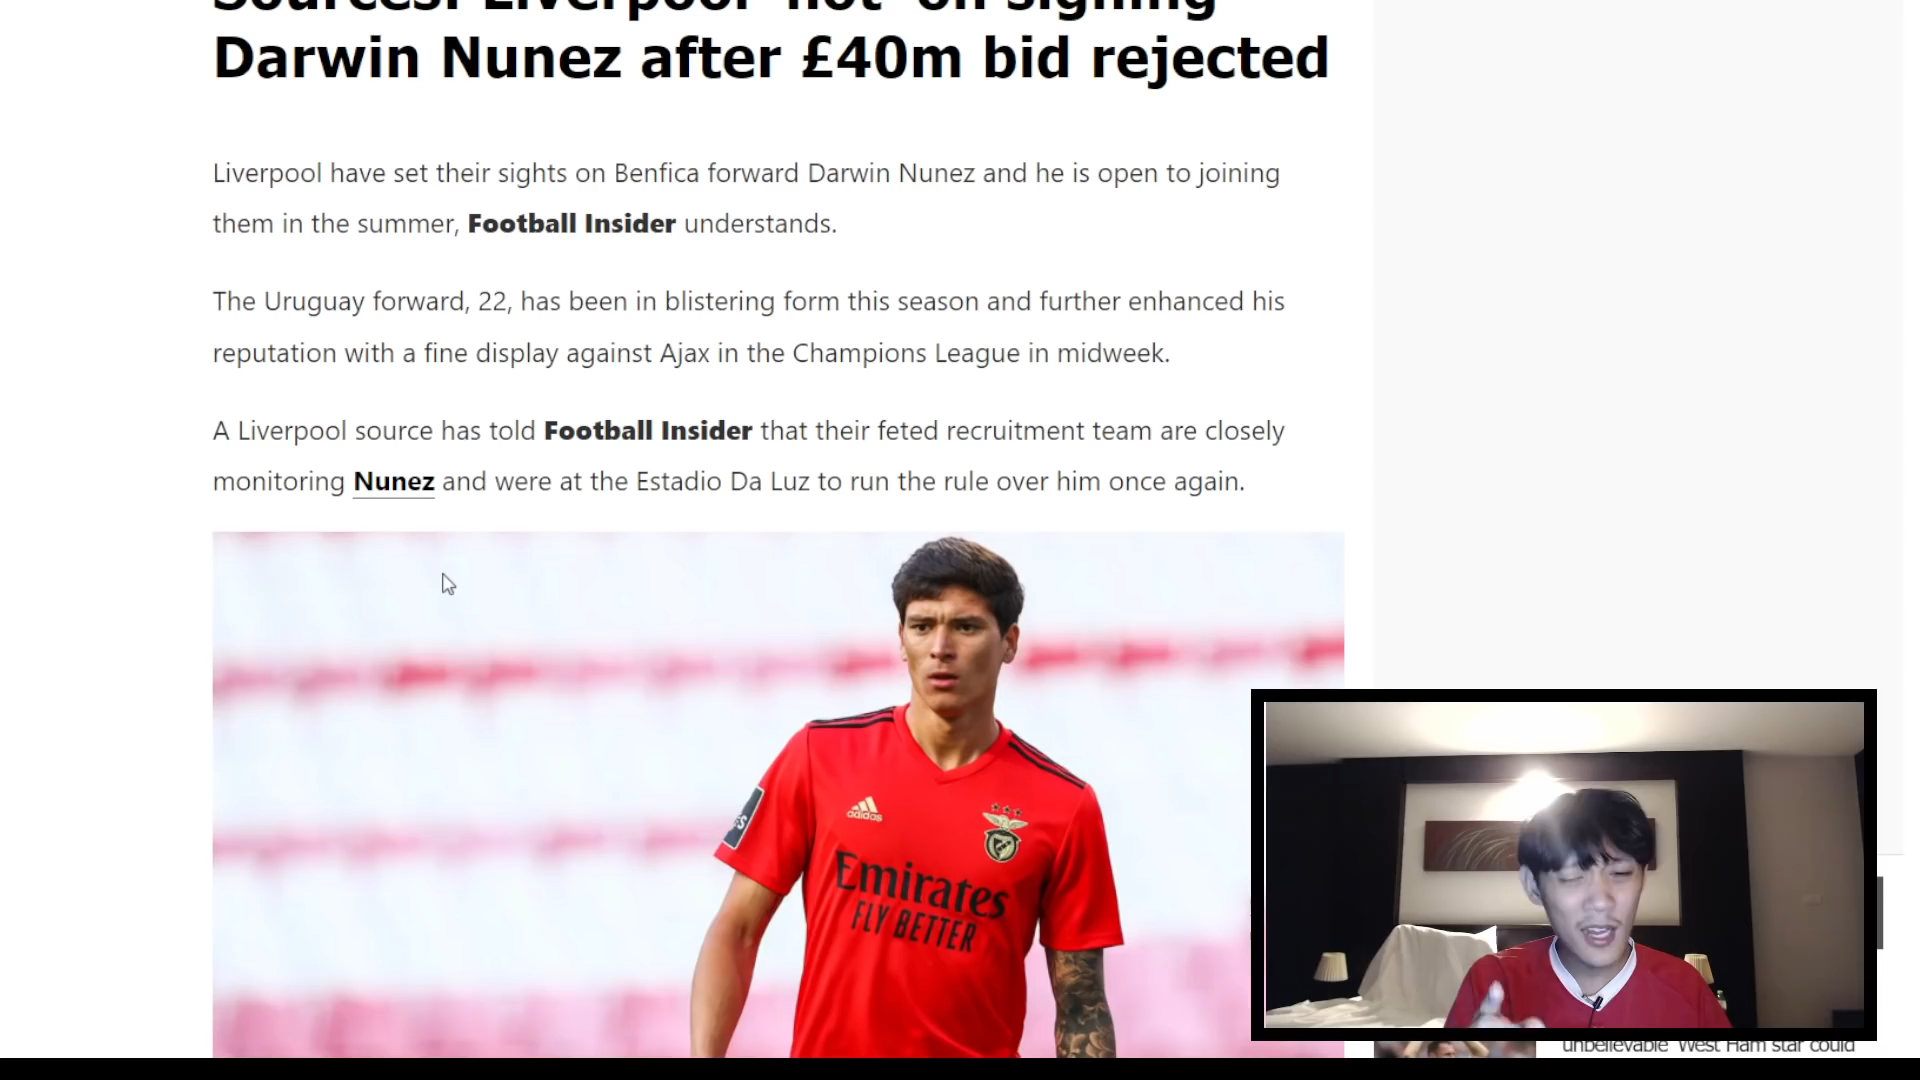 Sources: Liverpool 'hot' on signing
Darwin Nunez after £40m bid rejected
Liverpool have set their sights on Benfica forward Darwin Nunez and he is open to joining
them in the summer, Football Insider understands.
The Uruguay forward, 22, has been in blistering form this season and further enhanced his
reputation with a fine display against Ajax in the Champions League in midweek.
A Liverpool source has told Football Insider that their feted recruitment team are closely
monitoring Nunez and were at the Estadio Da Luz to run the rule over him once again.
adidas
Emirates
FLY BETTER
unbelievable' West Ham star could